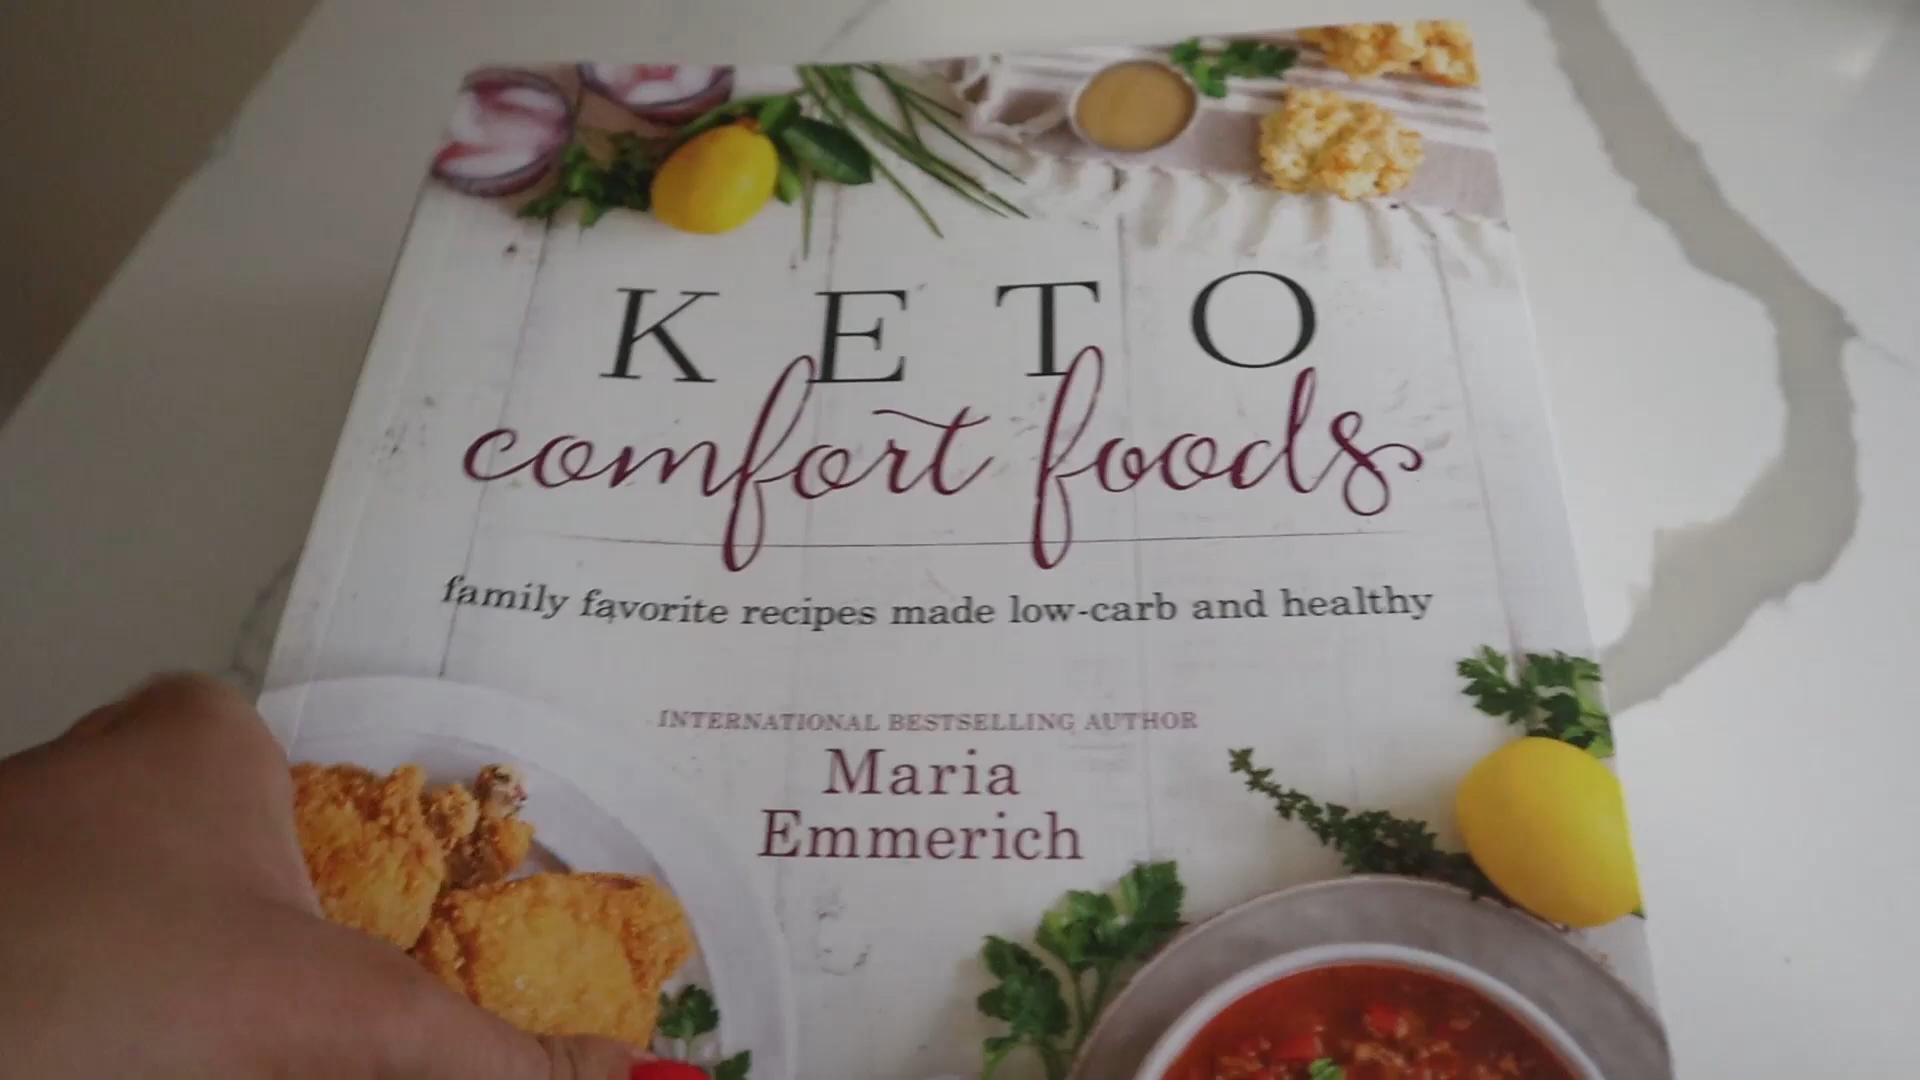 KETO
comfort foods
family favorite recipes made low-carb and healthy
INTERNATIONAL BESTSELLING AUTHOR
Maria
Emmerich